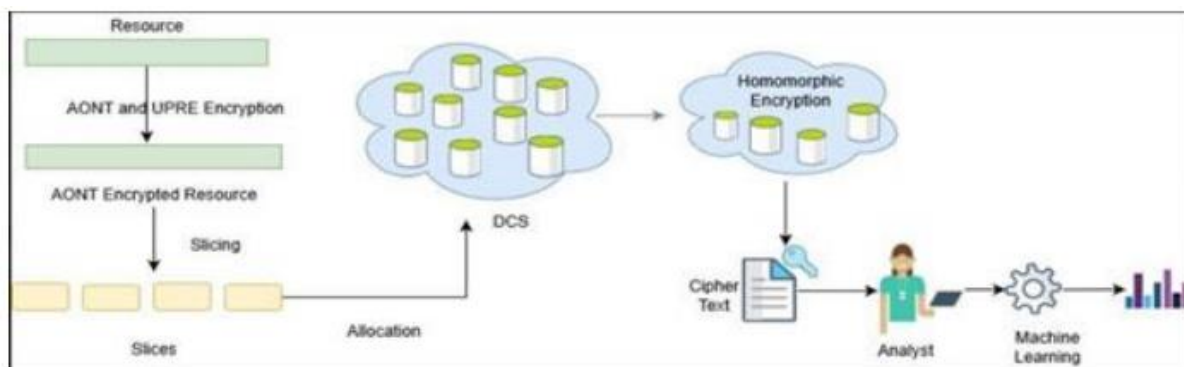 Resource
AONT and UPRE Encryption
AONT Encrypted Resource
Slicing
Slices
Allocation
DCS
Homomorphic
Encryption
Cipher
Text
Analyst
Machine
Learning